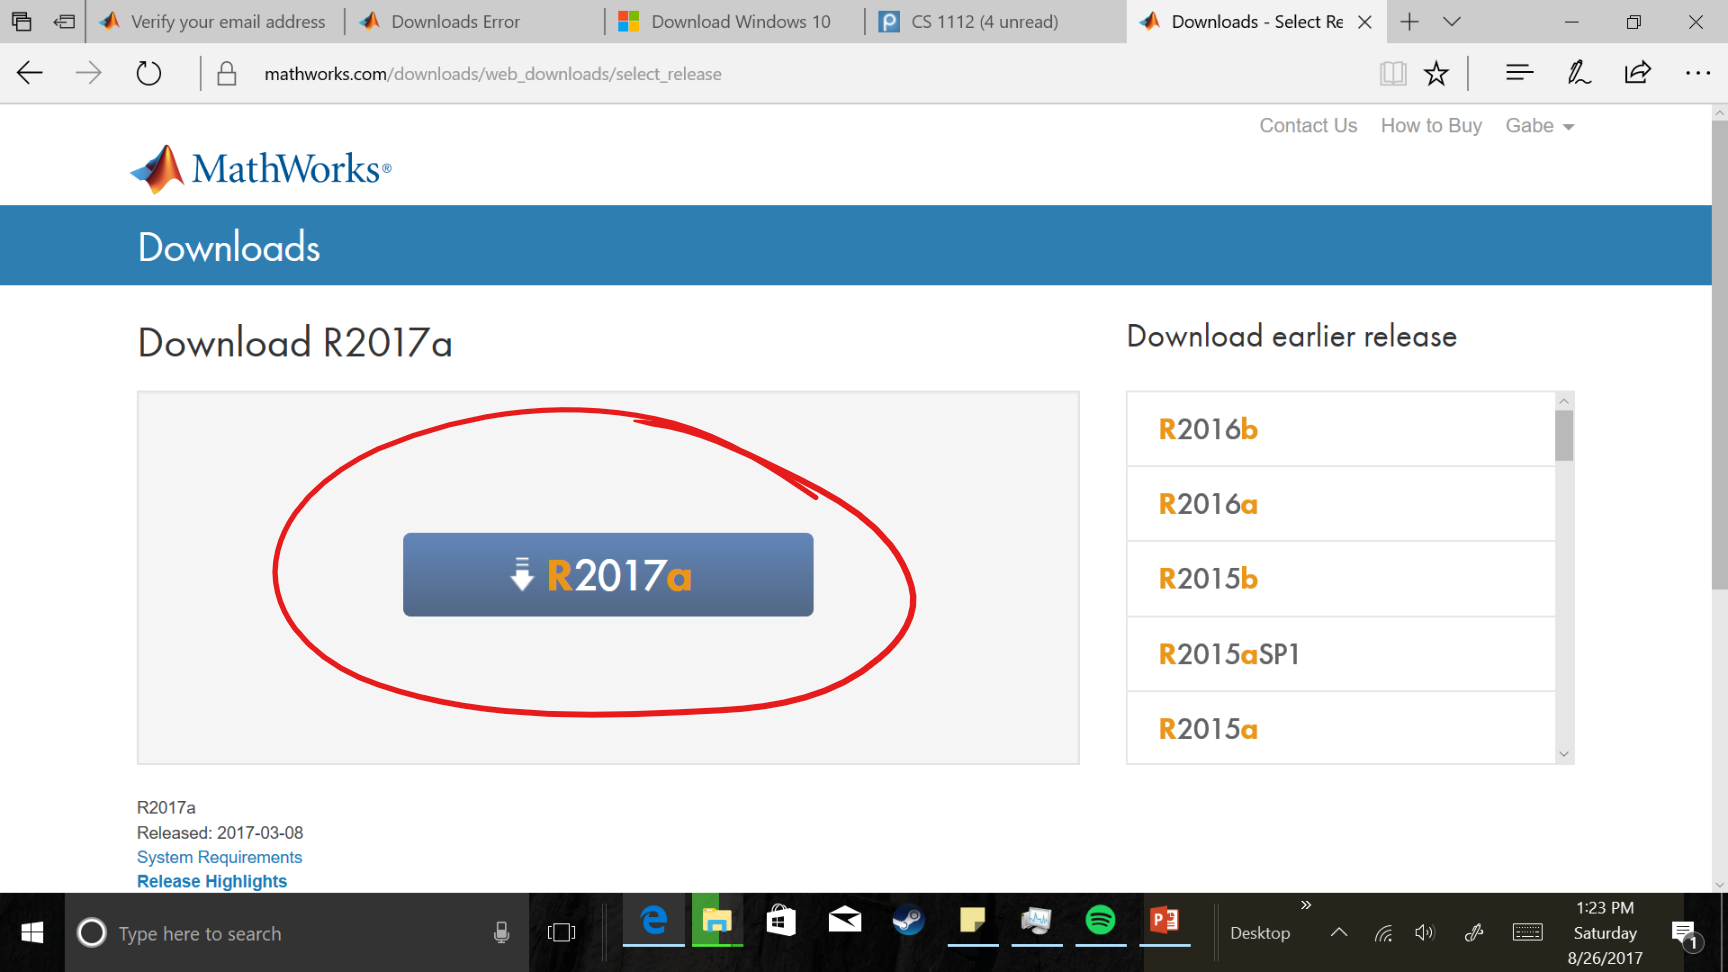 Verify your email address
Downloads Error
Download Windows 10
CS 1112 (4 unread)
Downloads - Select Re
mathworks.com/downloads/web_downloads/select_release
Contact Us
How to Buy
Gabe
MathWorks®
Downloads
Download R2017a
R2017a
Download earlier release
R2016b
R2016a
R2015b
R2015aSP1
R2015a
R2017a
Released: 2017-03-08
System Requirements
Release Highlights
Type here to search
Desktop
1:23 PM
Saturday
8/26/2017
1